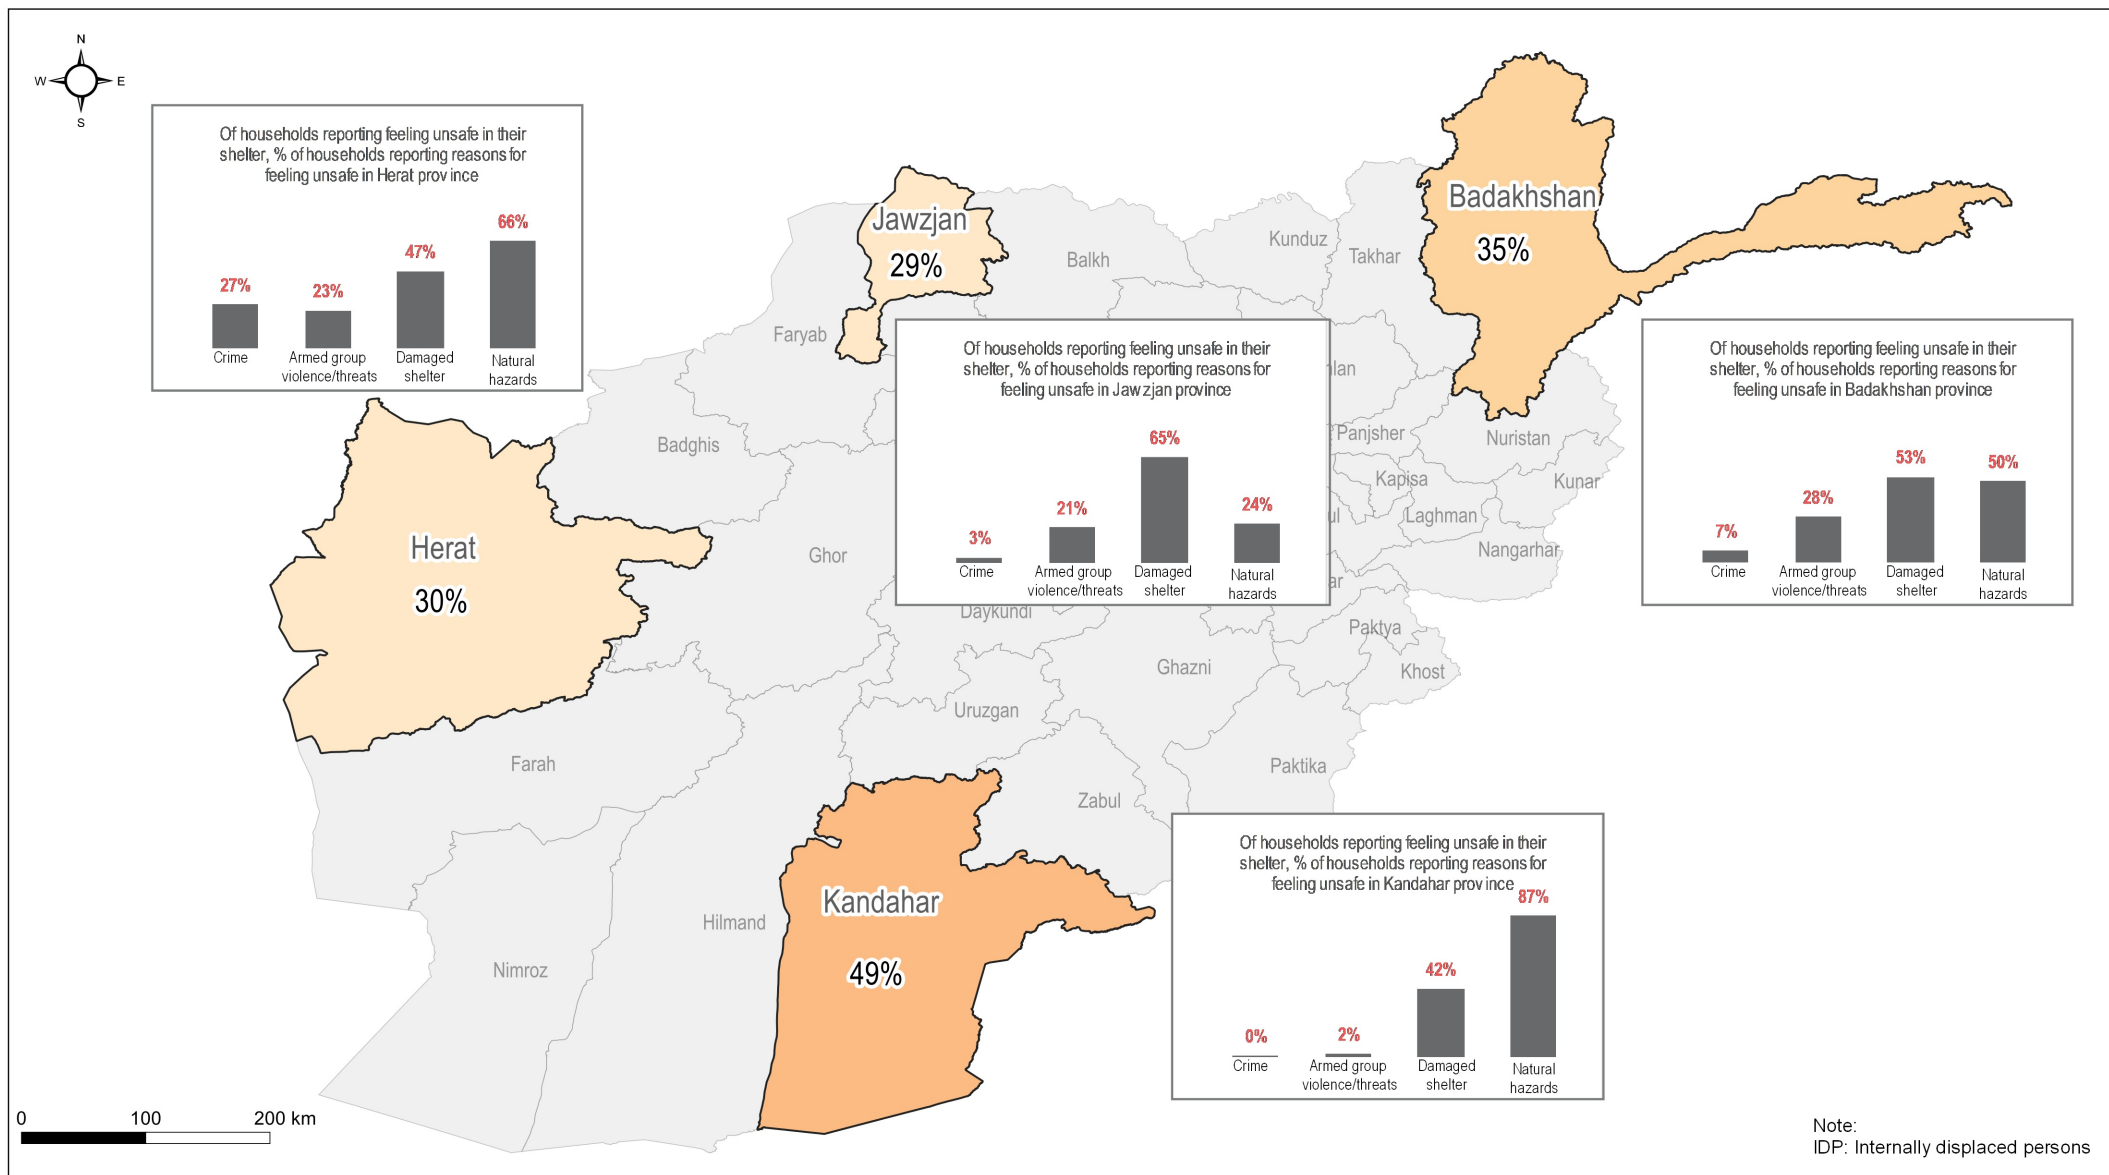 N
W E
S
Of households reporting feeling unsafe in their
shelter, % of households reporting reasons for
feeling unsafe in Herat province
27%
23%
47%
66%
Crime
Armed group
violence/threats
Damaged
shelter
Natural
hazards
Jawzjan
29%
Badakhshan
35%
Balkh
Kunduz
Takhar
Faryab
Of households reporting feeling unsafe in their
shelter, % of households reporting reasons for
feeling unsafe in Jawzjan province
3%
21%
65%
24%
Crime
Armed group
violence/threats
Damaged
shelter
Natural
hazards
Of households reporting feeling unsafe in their
shelter, % of households reporting reasons for
feeling unsafe in Badakhshan province
7%
28%
53%
50%
Crime
Armed group
violence/threats
Damaged
shelter
Natural
hazards
lan
Badghis
Panjsher
Nuristan
Kapisa
Kunar
ul
Laghman
Nangarhar
Herat
30%
Ghor
ar
Daykundi
Paktya
Ghazni
Khost
Uruzgan
Farah
Paktika
Zabul
Hilmand
Nimroz
Kandahar
49%
Of households reporting feeling unsafe in their
shelter, % of households reporting reasons for
feeling unsafe in Kandahar province
0%
2%
42%
87%
Crime
Armed group
violence/threats
Damaged
shelter
Natural
hazards
0 100 200 km
Note:
IDP: Internally displaced persons